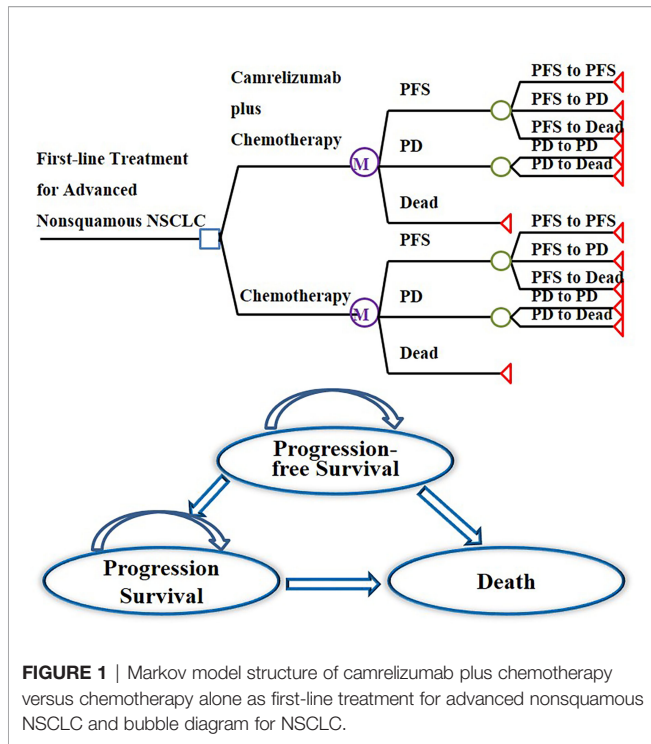 Camrelizumab
plus
Chemotherapy
First-line Treatment
for Advanced
Nonsquamous NSCLC
M
PFS
PD
Dead
PFS to PFS
PFS to PD
PFS to Dead
PD to PD
PD to Dead
Chemotherapy
M
PFS
PD
Dead
PFS to PFS
PFS to PD
PFS to Dead
PD to PD
PD to Dead
Progression-
free Survival
Progression
Survival
Death
FIGURE 1 | Markov model structure of camrelizumab plus chemotherapy
versus chemotherapy alone as first-line treatment for advanced nonsquamous
NSCLC and bubble diagram for NSCLC.